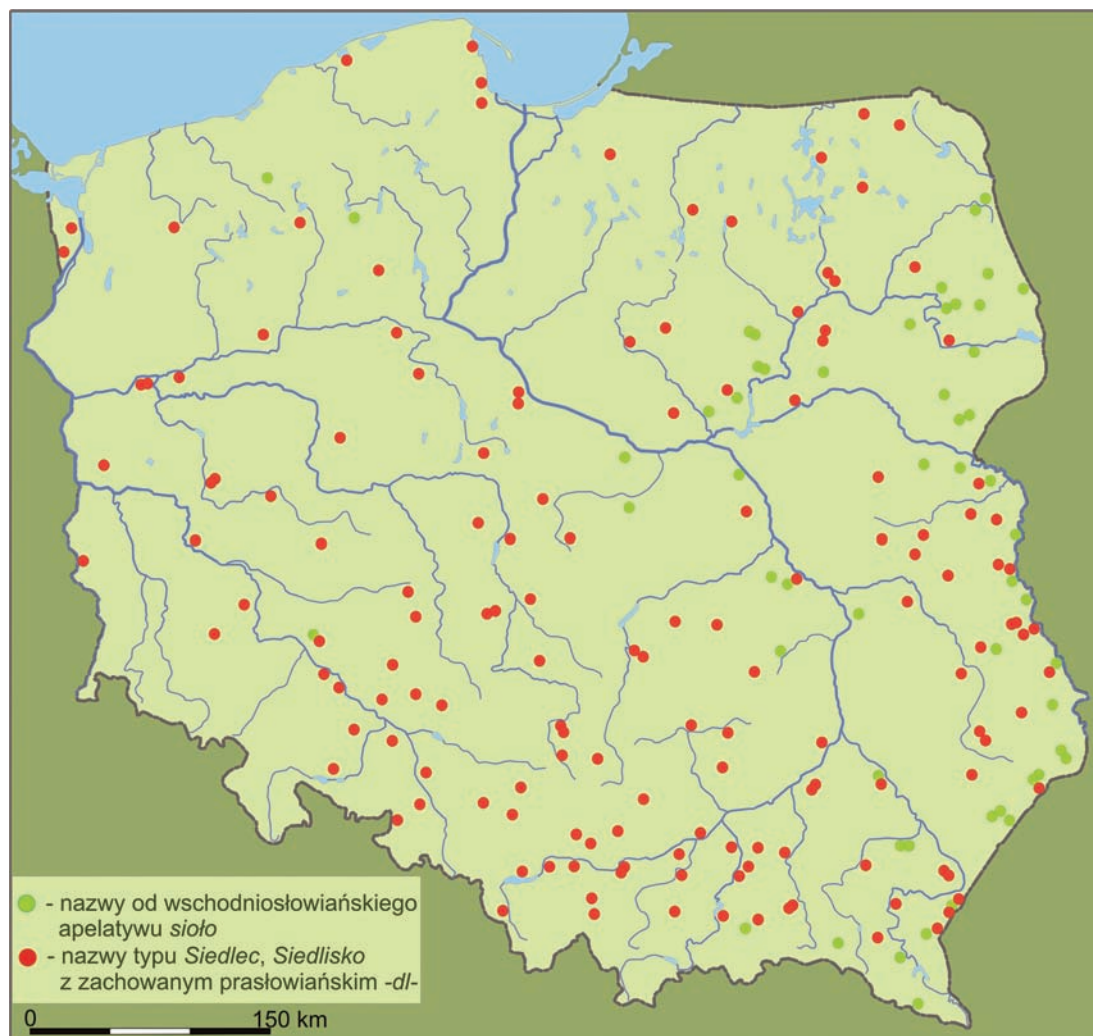 - nazwy od wschodniosłowiańskiego
apelatywu sioło
- nazwy typu Siedlec, Siedlisko
z zachowanym prasłowiańskim -dl-
0 150 km